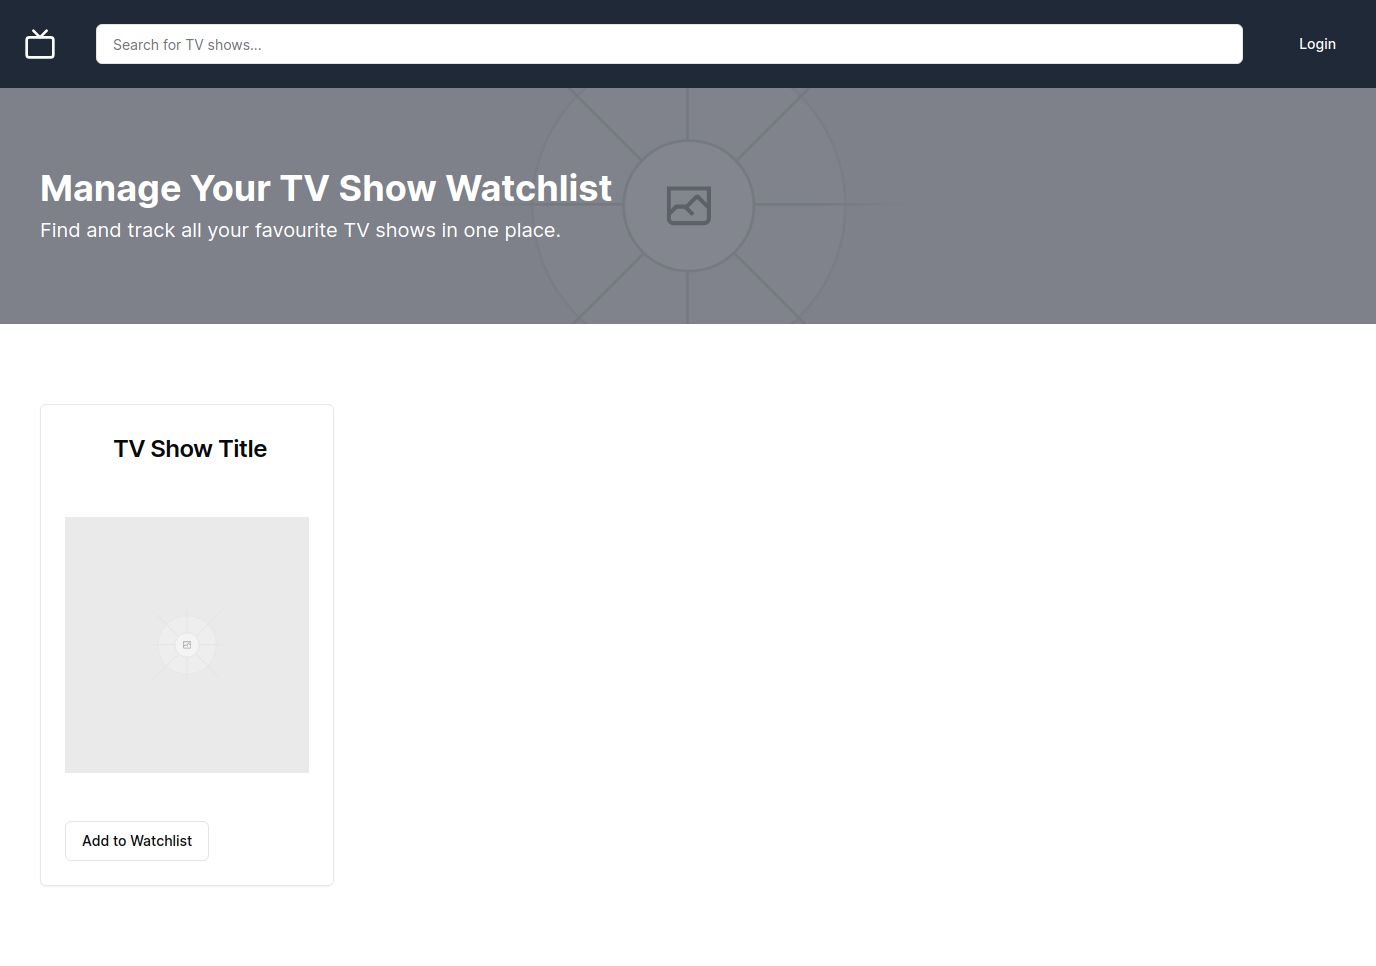 Search for TV shows...
Login
Manage Your TV Show Watchlist
Find and track all your favourite TV shows in one place.
TV Show Title
Add to Watchlist